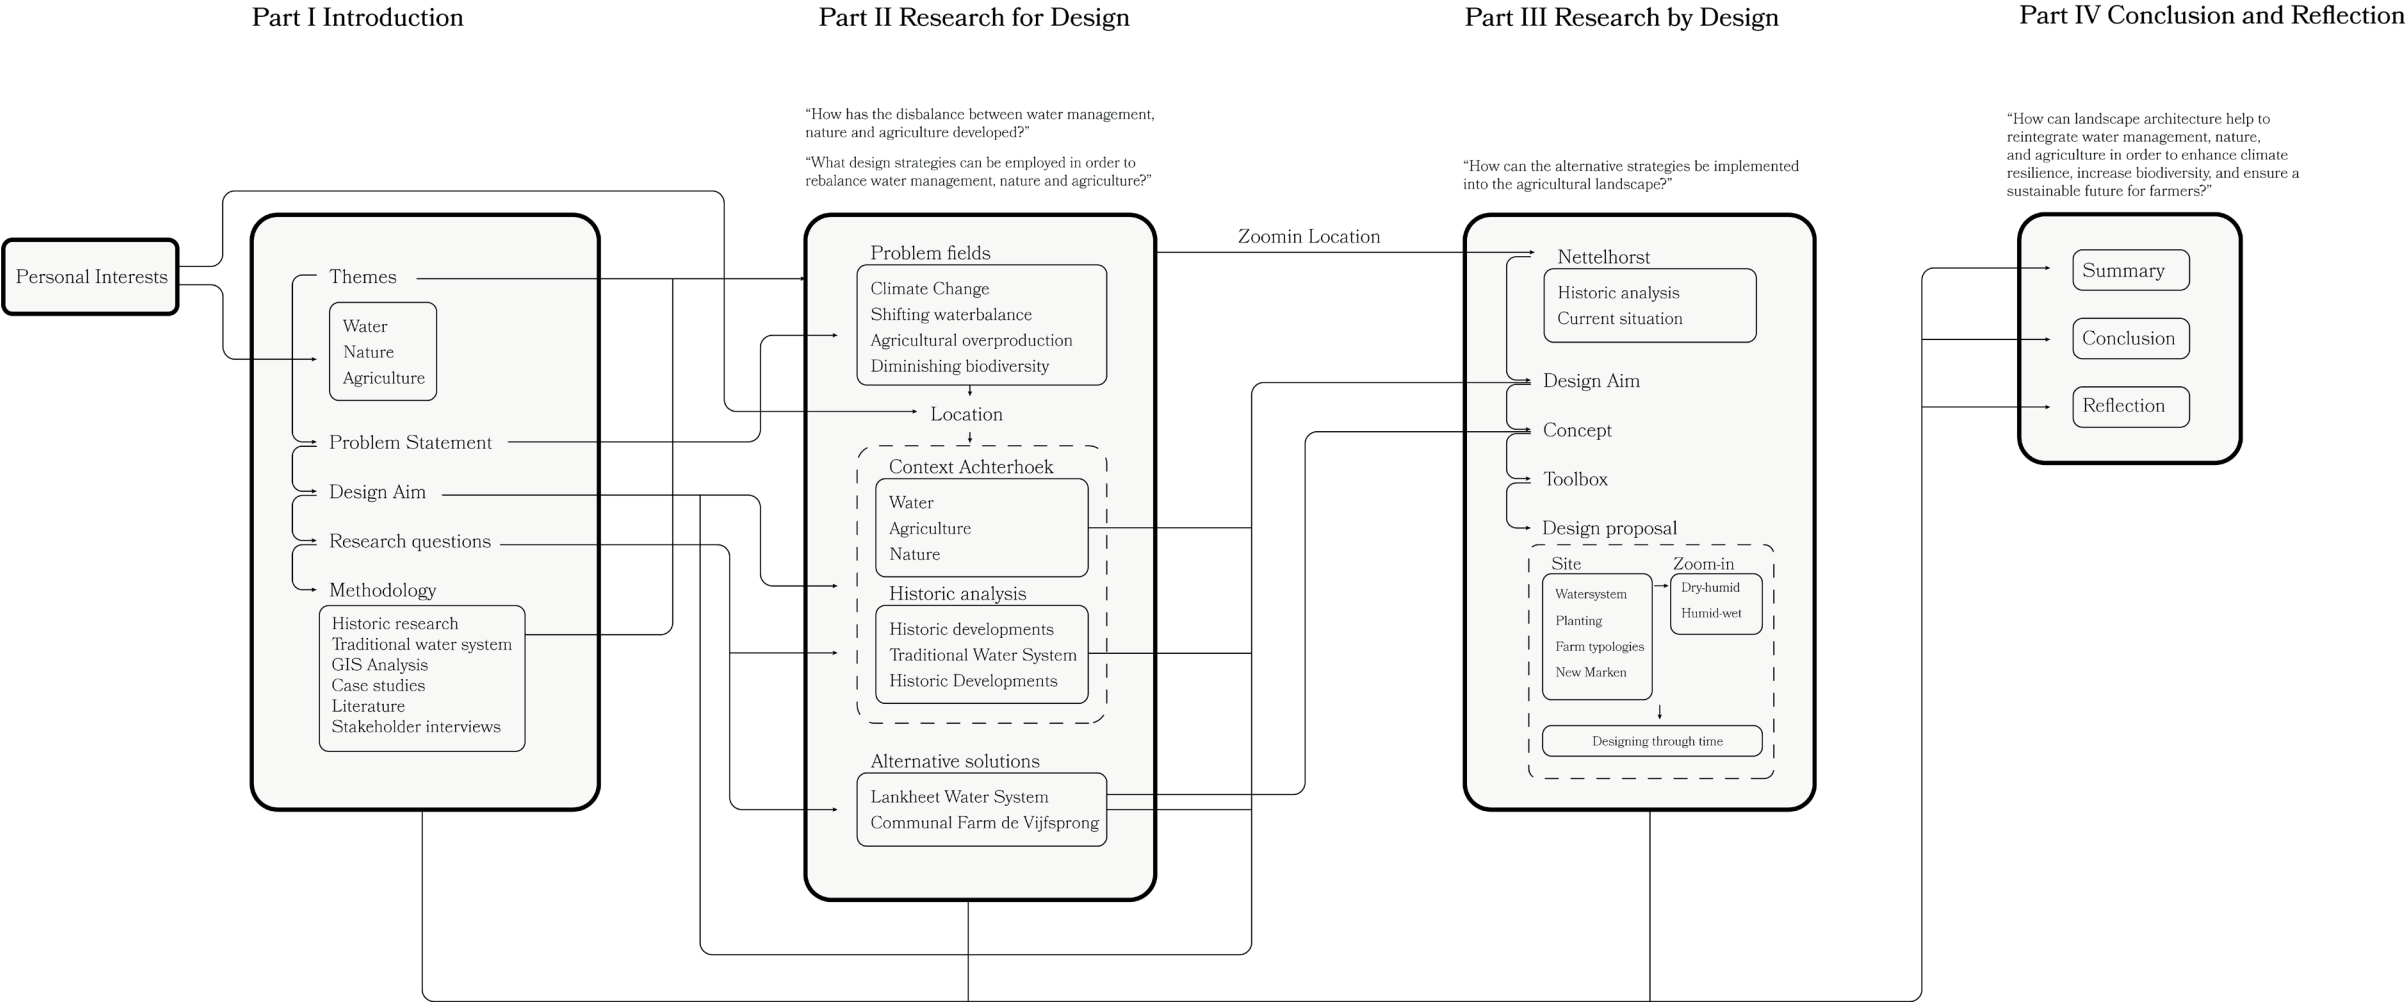 Part I Introduction
Part II Research for Design
Part III Research by Design
Part IV Conclusion and Reflection
Personal Interests
Themes
Water
Nature
Agriculture
Problem Statement
Design Aim
Research questions
Methodology
Historic research
Traditional water system
GIS Analysis
Case studies
Literature
Stakeholder interviews
“How has the disbalance between water management,
nature and agriculture developed?”
“What design strategies can be employed in order to
rebalance water management, nature and agriculture?”
Problem fields
Climate Change
Shifting waterbalance
Agricultural overproduction
Diminishing biodiversity
Location
Context Achterhoek
Water
Agriculture
Nature
Historic analysis
Historic developments
Traditional Water System
Historic Developments
Alternative solutions
Lankheet Water System
Communal Farm de Vijfsprong
Zoomin Location
“How can the alternative strategies be implemented
into the agricultural landscape?”
Nettelhorst
Historic analysis
Current situation
Design Aim
Concept
Toolbox
Design proposal
Site
Watersystem
Planting
Farm typologies
New Marken
Zoom-in
Dry-humid
Humid-wet
Designing through time
“How can landscape architecture help to
reintegrate water management, nature,
and agriculture in order to enhance climate
resilience, increase biodiversity, and ensure a
sustainable future for farmers?”
Summary
Conclusion
Reflection